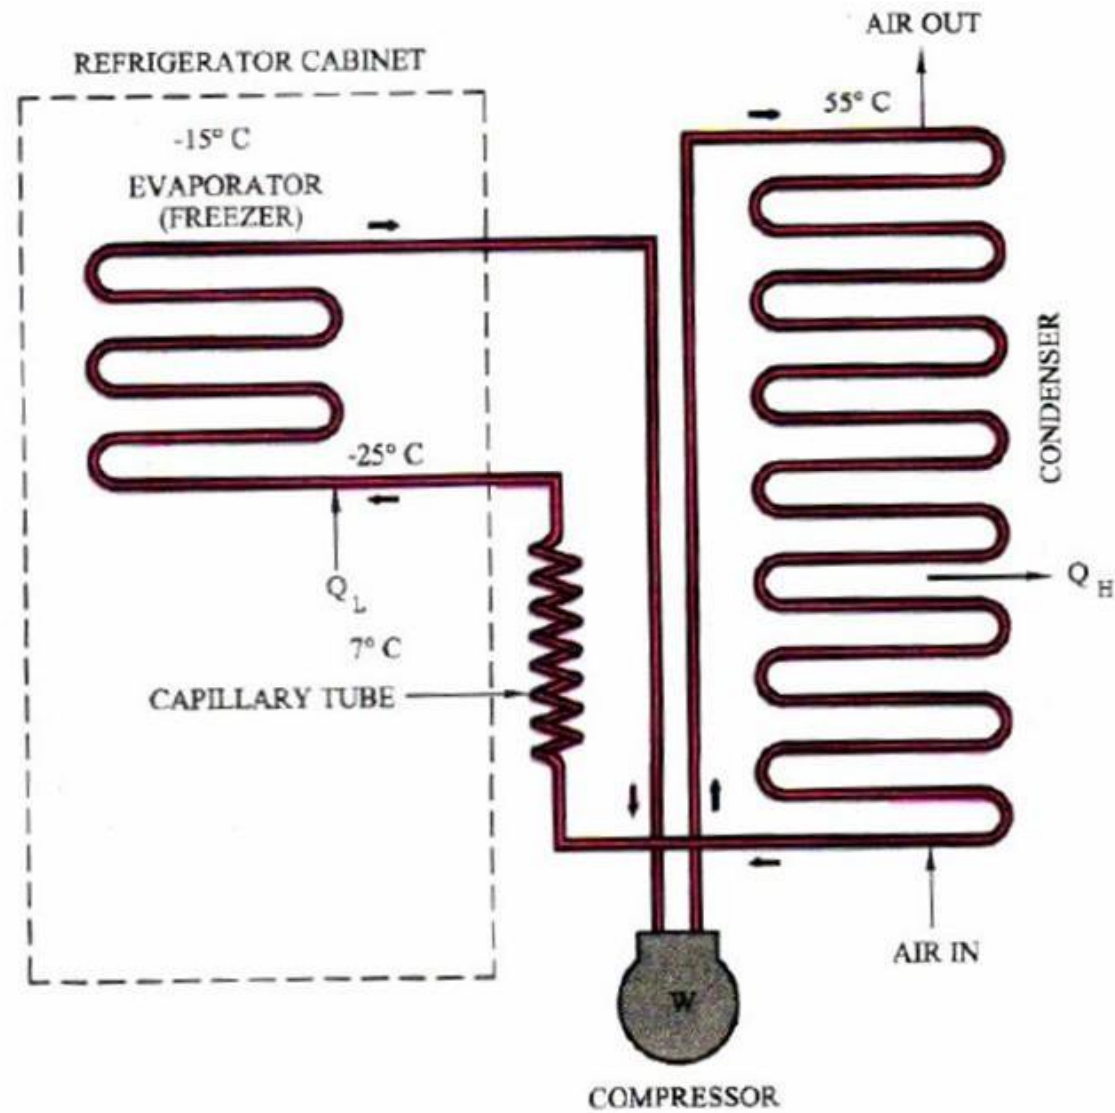 AIR OUT
REFRIGERATOR CABINET
55° C
-15° C
EVAPORATOR
(FREEZER)
CONDENSER
-25° C
Q L
Q H
7° C
CAPILLARY TUBE
AIR IN
W
COMPRESSOR